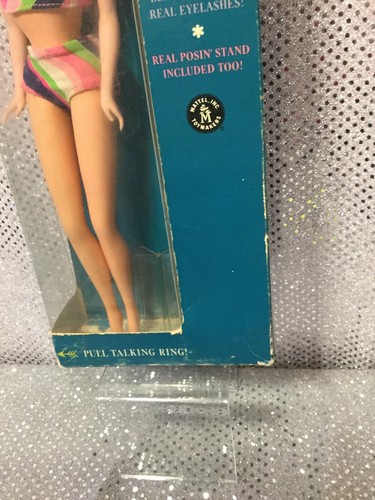 REAL EYELASHES!
REAL POSIN' STAND
INCLUDED TOO!
MATTEL, INC.
M
TOYMAKERS
PULL TALKING RING!